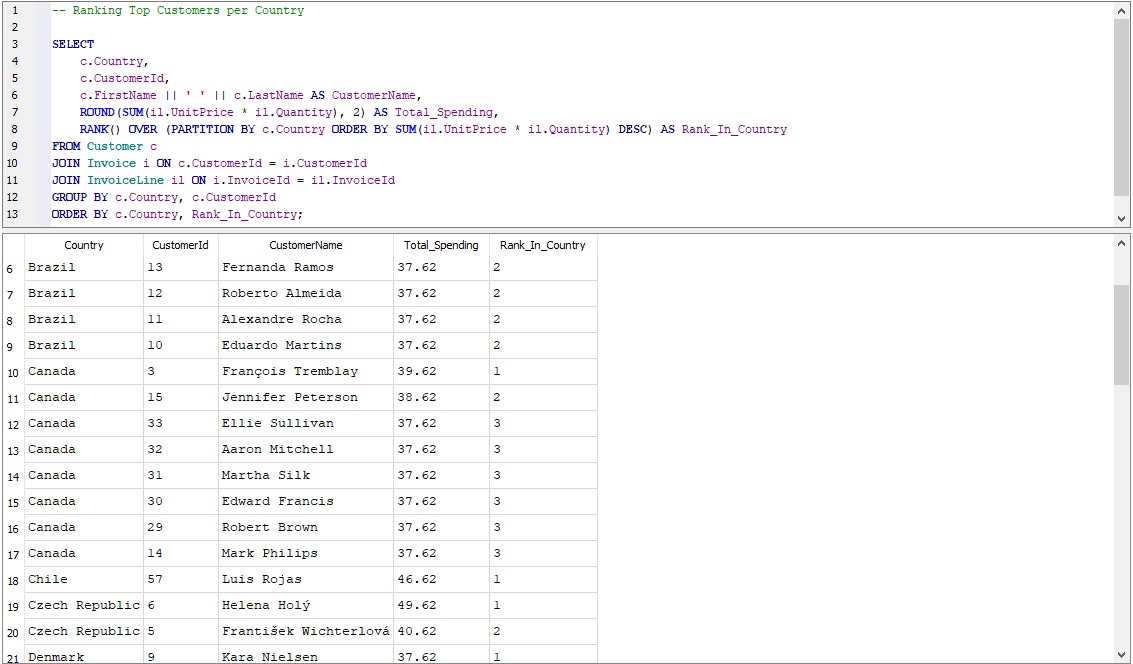 1 -- Ranking Top Customers per Country
2
3 SELECT
4 c.Country,
5 c.CustomerId,
6 c.FirstName || ' ' || c.LastName AS CustomerName,
7 ROUND(SUM(il.UnitPrice * il.Quantity), 2) AS Total_Spending,
8 RANK() OVER (PARTITION BY c.Country ORDER BY SUM(il.UnitPrice * il.Quantity) DESC) AS Rank_In_Country
9 FROM Customer c
10 JOIN Invoice i ON c.CustomerId = i.CustomerId
11 JOIN InvoiceLine il ON i.InvoiceId = il.InvoiceId
12 GROUP BY c.Country, c.CustomerId
13 ORDER BY c.Country, Rank_In_Country;
Country CustomerId CustomerName Total_Spending Rank_In_Country
6 Brazil 13 Fernanda Ramos 37.62 2
7 Brazil 12 Roberto Almeida 37.62 2
8 Brazil 11 Alexandre Rocha 37.62 2
9 Brazil 10 Eduardo Martins 37.62 2
10 Canada 3 François Tremblay 39.62 1
11 Canada 15 Jennifer Peterson 38.62 2
12 Canada 33 Ellie Sullivan 37.62 3
13 Canada 32 Aaron Mitchell 37.62 3
14 Canada 31 Martha Silk 37.62 3
15 Canada 30 Edward Francis 37.62 3
16 Canada 29 Robert Brown 37.62 3
17 Canada 14 Mark Philips 37.62 3
18 Chile 57 Luis Rojas 46.62 1
19 Czech Republic 6 Helena Holý 49.62 1
20 Czech Republic 5 František Wichterlová 40.62 2
21 Denmark 9 Kara Nielsen 37.62 1